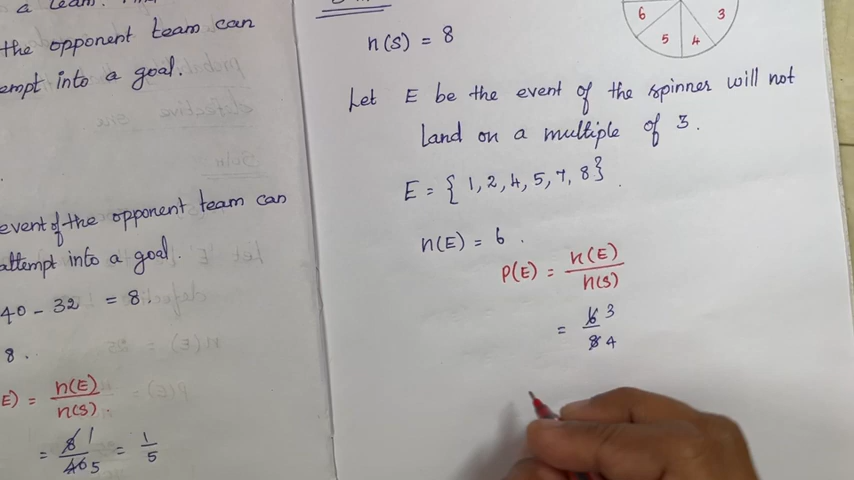 a team.
the opponent team can
empt into a goal.
event of the opponent team can
attempt into a goal.
40 - 32 = 8.
8.
E) = n(E)/n(S).
= 8/40 1/5 = 1/5
n(S) = 8
6
5
4
3
Let E be the event of the spinner will not
land on a multiple of 3.
E = { 1, 2, 4, 5, 7, 8 } .
n(E) = 6 .
P(E) = n(E)/n(S)
= 6/8 3/4